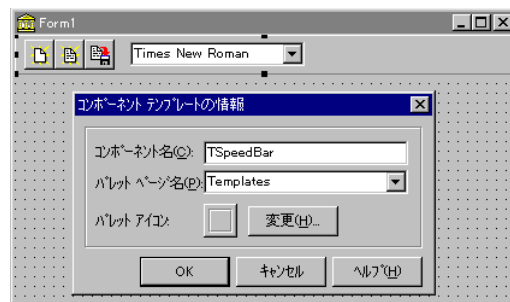 Form1
Times New Roman
ｺﾝﾎﾟｰﾈﾝﾄ ﾃﾝﾌﾟﾚｰﾄの情報
ｺﾝﾎﾟｰﾈﾝﾄ名(C): TSpeedBar
ﾊﾟﾚｯﾄ ﾍﾟｰｼﾞ名(P): Templates
ﾊﾟﾚｯﾄ ｱｲｺﾝ: 変更(H)...
OK ｷｬﾝｾﾙ ﾍﾙﾌﾟ(H)